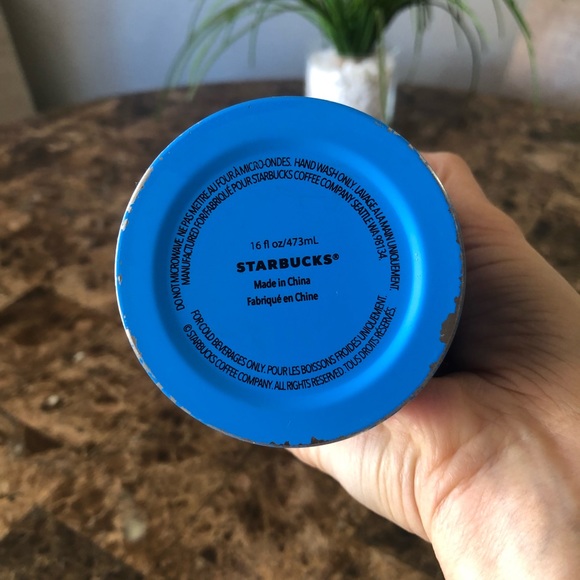 DO NOT MICROWAVE. NE PAS METTRE AU FOUR À MICRO-ONDES. HAND WASH ONLY. LAVAGE A LA MAIN UNIQUEMENT
MANUFACTURED FOR/FABRIQUÉ POUR STARBUCKS COFFEE COMPANY SEATTLE WA 98134
16 fl oz/473mL
STARBUCKS®
Made in China
Fabriqué en Chine
FOR COLD BEVERAGES ONLY. POUR LES BOISSONS FROIDES UNIQUEMENT.
©STARBUCKS COFFEE COMPANY. ALL RIGHTS RESERVED. TOUS DROITS RÉSERVÉS.